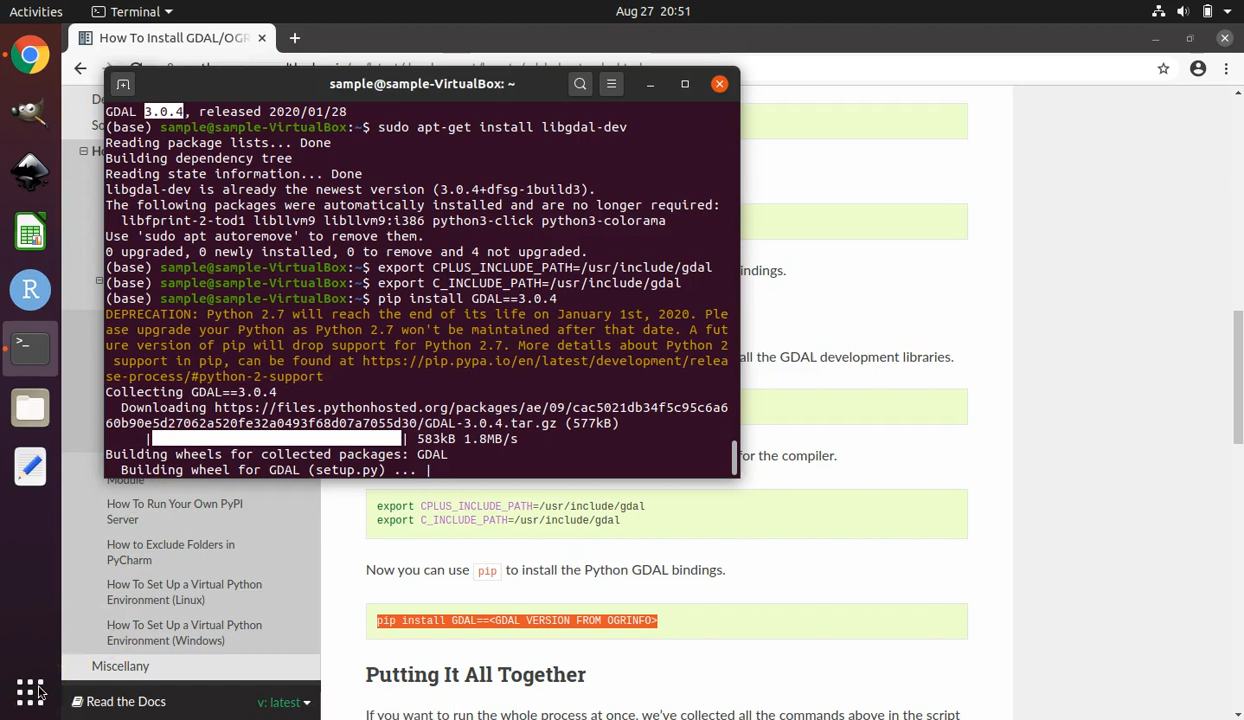 Activities
Terminal
Aug 27 20:51
How To Install GDAL/OGR
sample@sample-VirtualBox: ~
GDAL 3.0.4, released 2020/01/28
(base) sample@sample-VirtualBox:~$ sudo apt-get install libgdal-dev
Reading package lists... Done
Building dependency tree
Reading state information... Done
libgdal-dev is already the newest version (3.0.4+dfsg-1build3).
The following packages were automatically installed and are no longer required:
libfprint-2-tod1 libllvm9 libllvm9:i386 python3-click python3-colorama
Use 'sudo apt autoremove' to remove them.
0 upgraded, 0 newly installed, 0 to remove and 4 not upgraded.
(base) sample@sample-VirtualBox:~$ export CPLUS_INCLUDE_PATH=/usr/include/gdal
(base) sample@sample-VirtualBox:~$ export C_INCLUDE_PATH=/usr/include/gdal
(base) sample@sample-VirtualBox:~$ pip install GDAL==3.0.4
DEPRECATION: Python 2.7 will reach the end of its life on January 1st, 2020. Ple
ase upgrade your Python as Python 2.7 won't be maintained after that date. A fut
ure version of pip will drop support for Python 2.7. More details about Python 2
support in pip, can be found at https://pip.pypa.io/en/latest/development/relea
se-process/#python-2-support
Collecting GDAL==3.0.4
Downloading https://files.pythonhosted.org/packages/ae/09/cac5021db34f5c95c6a6
60b90e5d27062a520fe32a0493f68d07a7055d30/GDAL-3.0.4.tar.gz (577kB)
| | 583kB 1.8MB/s
Building wheels for collected packages: GDAL
Building wheel for GDAL (setup.py) ... |
indings.
all the GDAL development libraries.
for the compiler.
Module
How To Run Your Own PyPI
Server
How to Exclude Folders in
PyCharm
How To Set Up a Virtual Python
Environment (Linux)
How To Set Up a Virtual Python
Environment (Windows)
Miscellany
Read the Docs
v: latest
export CPLUS_INCLUDE_PATH=/usr/include/gdal
export C_INCLUDE_PATH=/usr/include/gdal
Now you can use pip to install the Python GDAL bindings.
pip install GDAL==<GDAL VERSION FROM OGRINFO>
Putting It All Together
If you want to run the whole process at once, we've collected all the commands above in the script